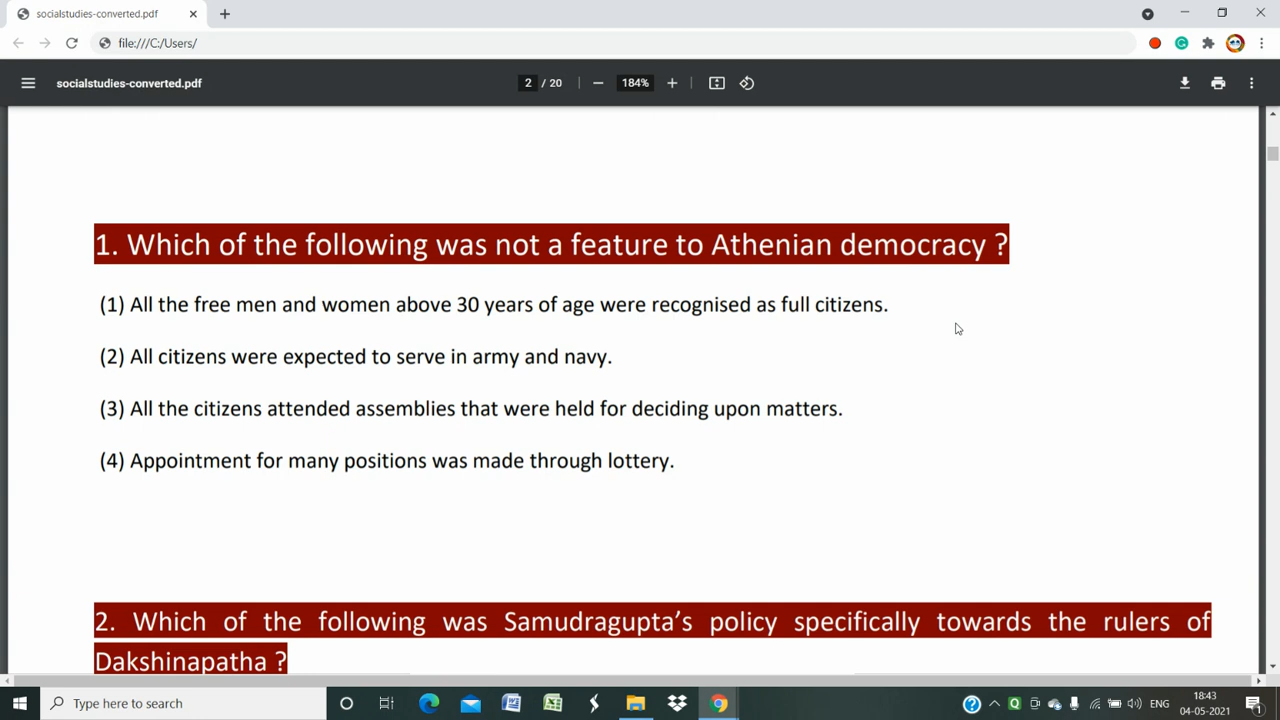 socialstudies-converted.pdf
file:///C:/Users/
socialstudies-converted.pdf
2 / 20
184%
1. Which of the following was not a feature to Athenian democracy ?
(1) All the free men and women above 30 years of age were recognised as full citizens.
(2) All citizens were expected to serve in army and navy.
(3) All the citizens attended assemblies that were held for deciding upon matters.
(4) Appointment for many positions was made through lottery.
2. Which of the following was Samudragupta’s policy specifically towards the rulers of
Dakshinapatha ?
Type here to search
ENG
18:43
04-05-2021